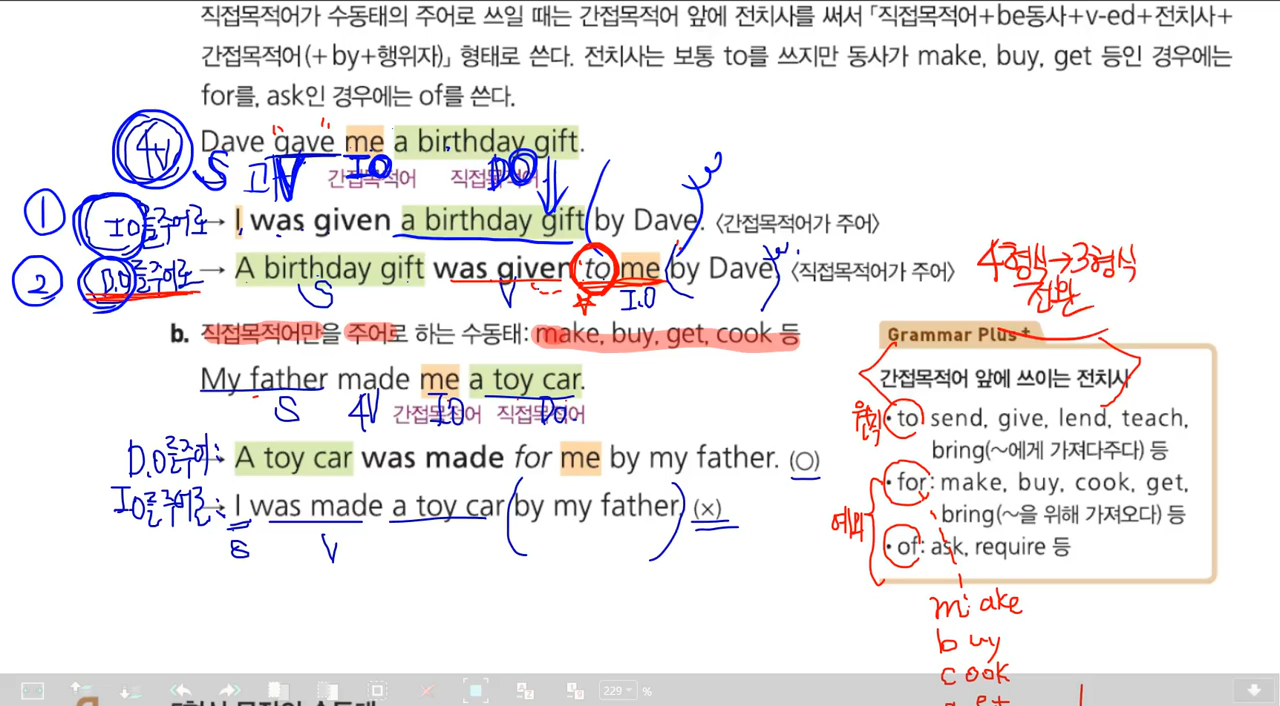 직접목적어가 수동태의 주어로 쓰일 때는 간접목적어 앞에 전치사를 써서 「직접목적어+be동사+v-ed+전치사+
간접목적어(+by+행위자)」 형태로 쓴다. 전치사는 보통 to를 쓰지만 동사가 make, buy, get 등인 경우에는
for를, ask인 경우에는 of를 쓴다.
4V Dave "gave" me a birthday gift.
S V IO DO
간접목적어 직접목적어
① IO를 주어로 → I was given a birthday gift by Dave. 〈간접목적어가 주어〉
② D.O를 주어로 → A birthday gift was given to me by Dave. 〈직접목적어가 주어〉
S V I.O
4형식→3형식
전환
b. 직접목적어만을 주어로 하는 수동태: make, buy, get, cook 등
My father made me a toy car.
S 4V IO D.O.
간접목적어 직접목적어
D.O를 주어: → A toy car was made for me by my father. (○)
IO를 주어로: → I was made a toy car by my father. (×)
S V
Grammar Plus+
간접목적어 앞에 쓰이는 전치사
원칙 • to send, give, lend, teach,
bring(~에게 가져다주다) 등
예외 • for: make, buy, cook, get,
bring(~을 위해 가져오다) 등
• of: ask, require 등
make
buy
cook
get
229 %